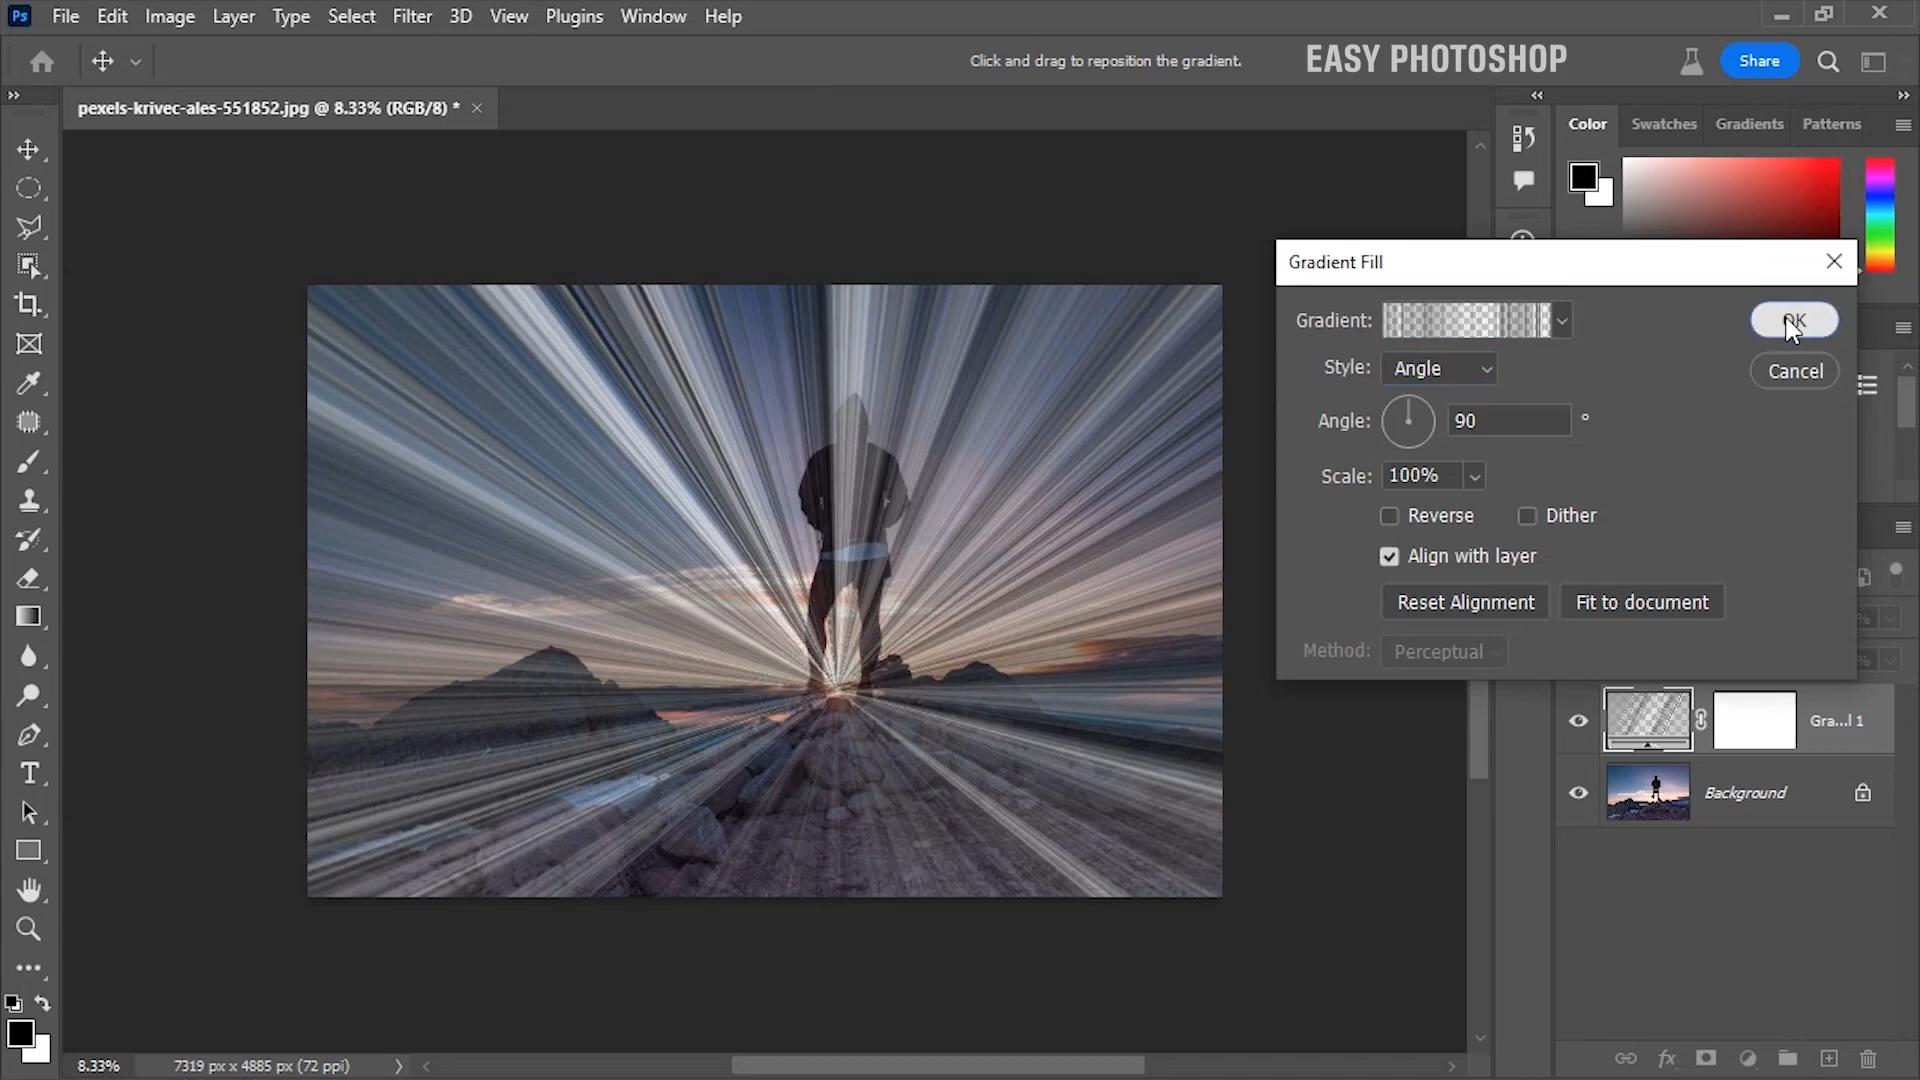 Ps File Edit Image Layer Type Select Filter 3D View Plugins Window Help
Click and drag to reposition the gradient. EASY PHOTOSHOP Share
pexels-krivec-ales-551852.jpg @ 8.33% (RGB/8) *
Color Swatches Gradients Patterns
Gradient Fill
Gradient: OK
Style: Angle
Cancel
Angle: 90 °
Scale: 100%
Reverse Dither
Align with layer
Reset Alignment Fit to document
Method: Perceptual
%
%
Gra...l 1
Background
8.33% 7319 px x 4885 px (72 ppi)
fx